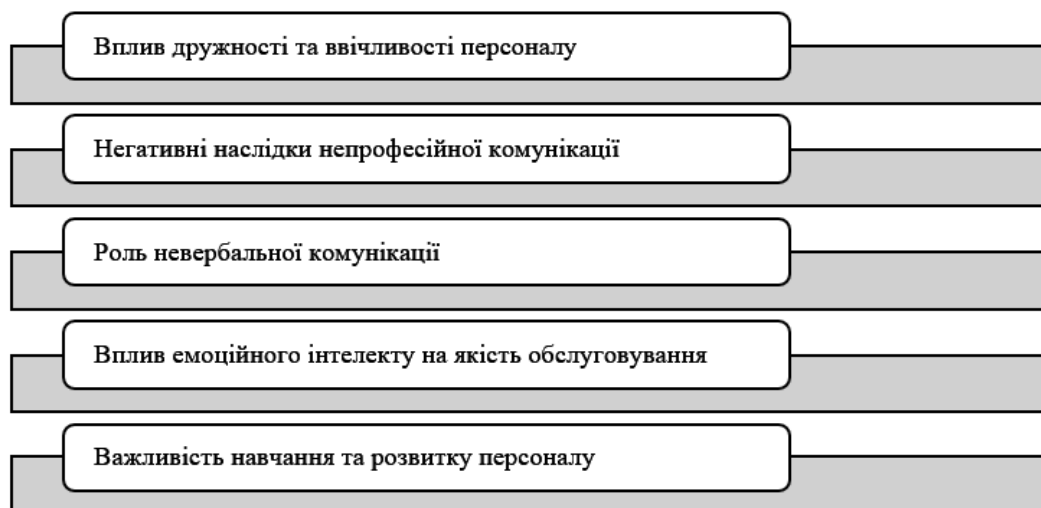 Вплив дружності та ввічливості персоналу
Негативні наслідки непрофесійної комунікації
Роль невербальної комунікації
Вплив емоційного інтелекту на якість обслуговування
Важливість навчання та розвитку персоналу